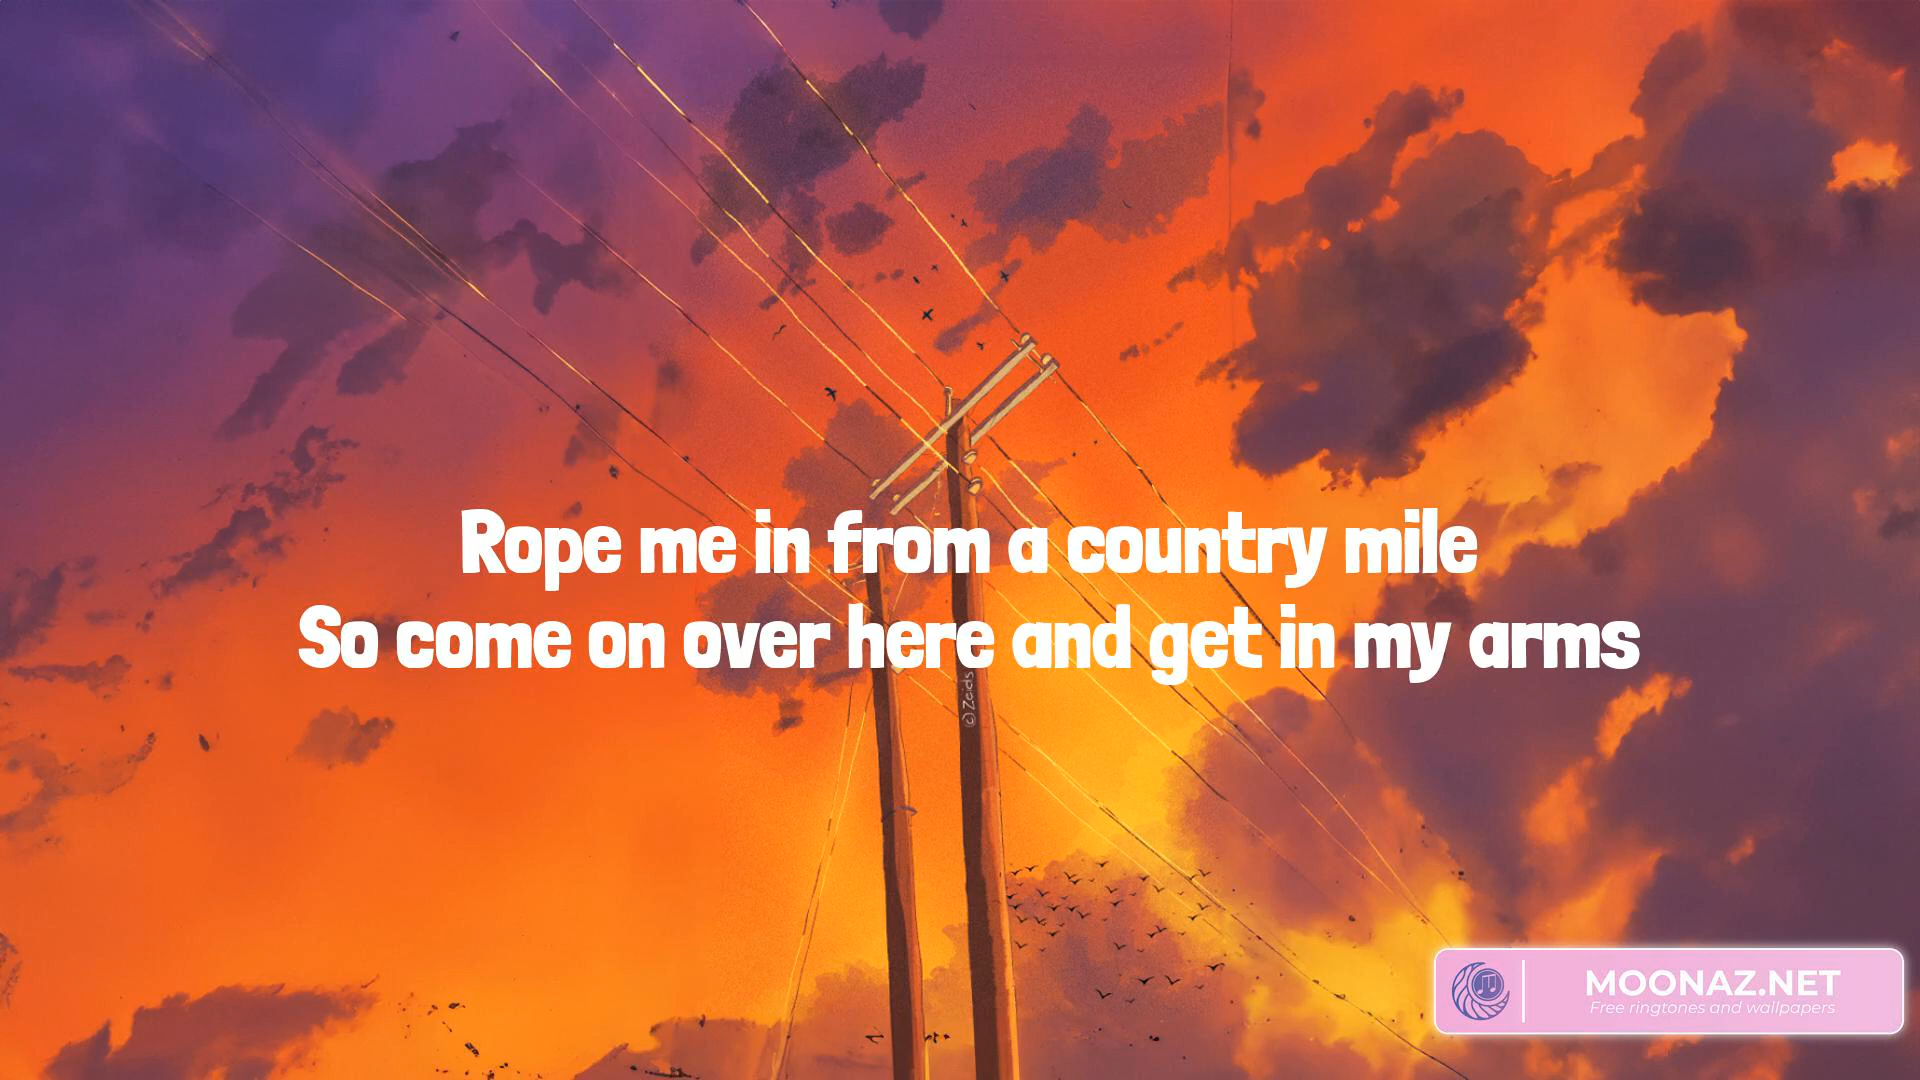 Rope me in from a country mile
So come on over here and get in my arms
(c) Zaids
MOONAZ.NET
Free ringtones and wallpapers